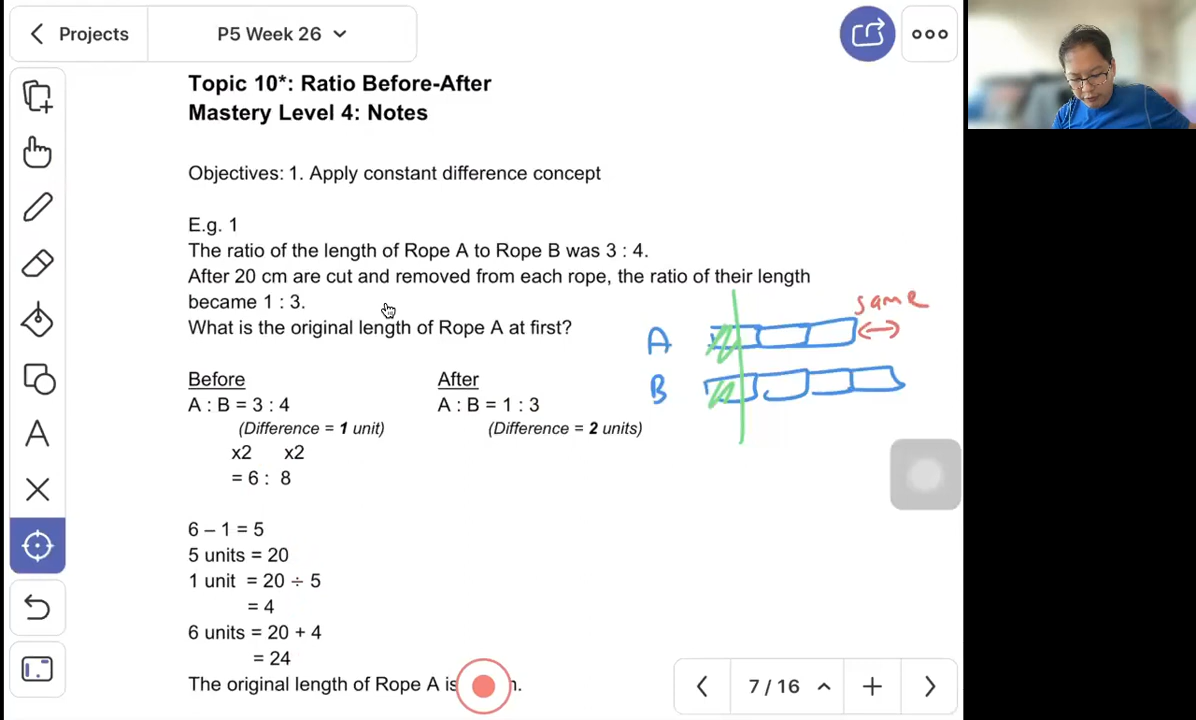 Projects
P5 Week 26
Topic 10*: Ratio Before-After
Mastery Level 4: Notes
Objectives: 1. Apply constant difference concept
E.g. 1
The ratio of the length of Rope A to Rope B was 3 : 4.
After 20 cm are cut and removed from each rope, the ratio of their length
became 1 : 3.
What is the original length of Rope A at first?
same
A
B
Before
A : B = 3 : 4
(Difference = 1 unit)
x2 x2
= 6 : 8
After
A : B = 1 : 3
(Difference = 2 units)
6 – 1 = 5
5 units = 20
1 unit = 20 ÷ 5
= 4
6 units = 20 + 4
= 24
The original length of Rope A is
7 / 16